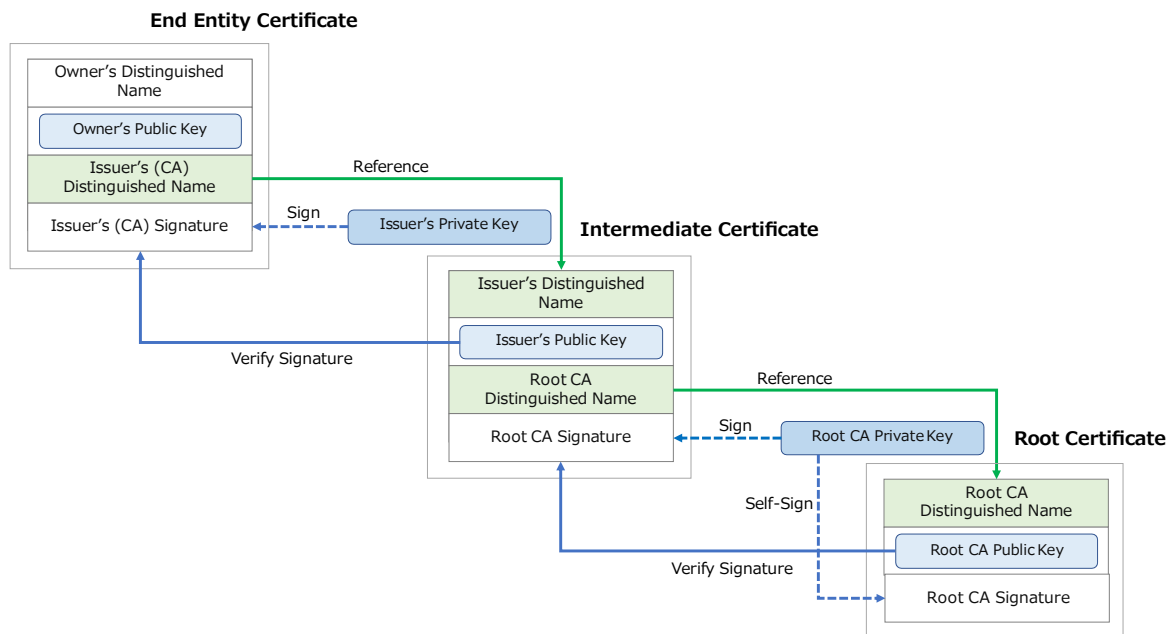 End Entity Certificate
Owner’s Distinguished
Name
Owner’s Public Key
Issuer’s (CA)
Distinguished Name
Issuer’s (CA) Signature
Reference
Sign
Issuer’s Private Key
Verify Signature
Intermediate Certificate
Issuer’s Distinguished
Name
Issuer’s Public Key
Root CA
Distinguished Name
Root CA Signature
Reference
Sign
Root CA Private Key
Self-Sign
Verify Signature
Root Certificate
Root CA
Distinguished Name
Root CA Public Key
Root CA Signature